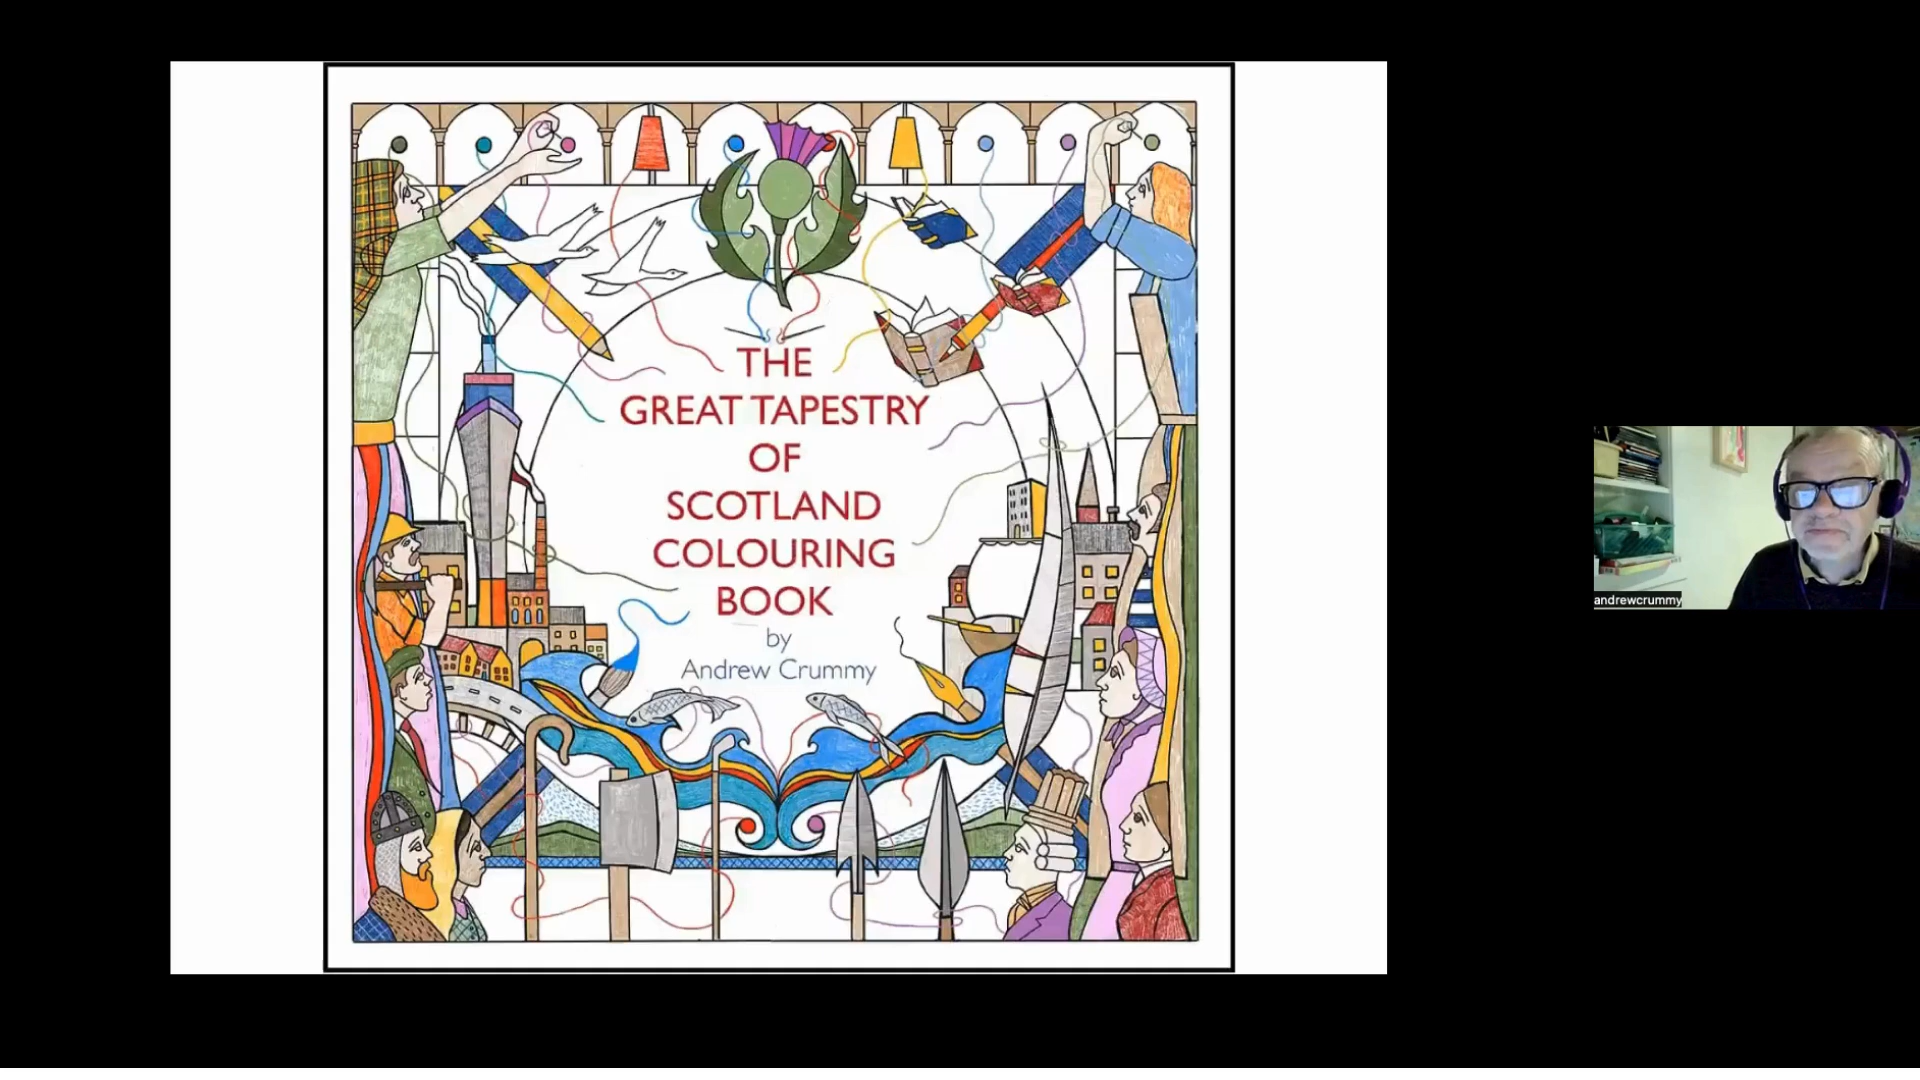 THE
GREAT TAPESTRY
OF
SCOTLAND
COLOURING
BOOK
by
Andrew Crummy
andrewcrummy